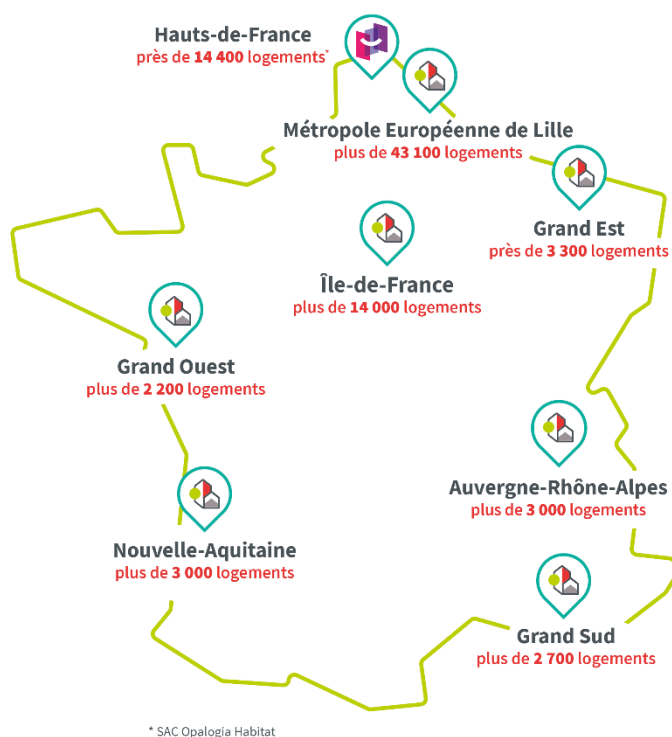 Hauts-de-France
près de 14 400 logements*
Métropole Européenne de Lille
plus de 43 100 logements
Grand Est
près de 3 300 logements
Île-de-France
plus de 14 000 logements
Grand Ouest
plus de 2 200 logements
Auvergne-Rhône-Alpes
plus de 3 000 logements
Nouvelle-Aquitaine
plus de 3 000 logements
Grand Sud
plus de 2 700 logements
* SAC Opalogia Habitat